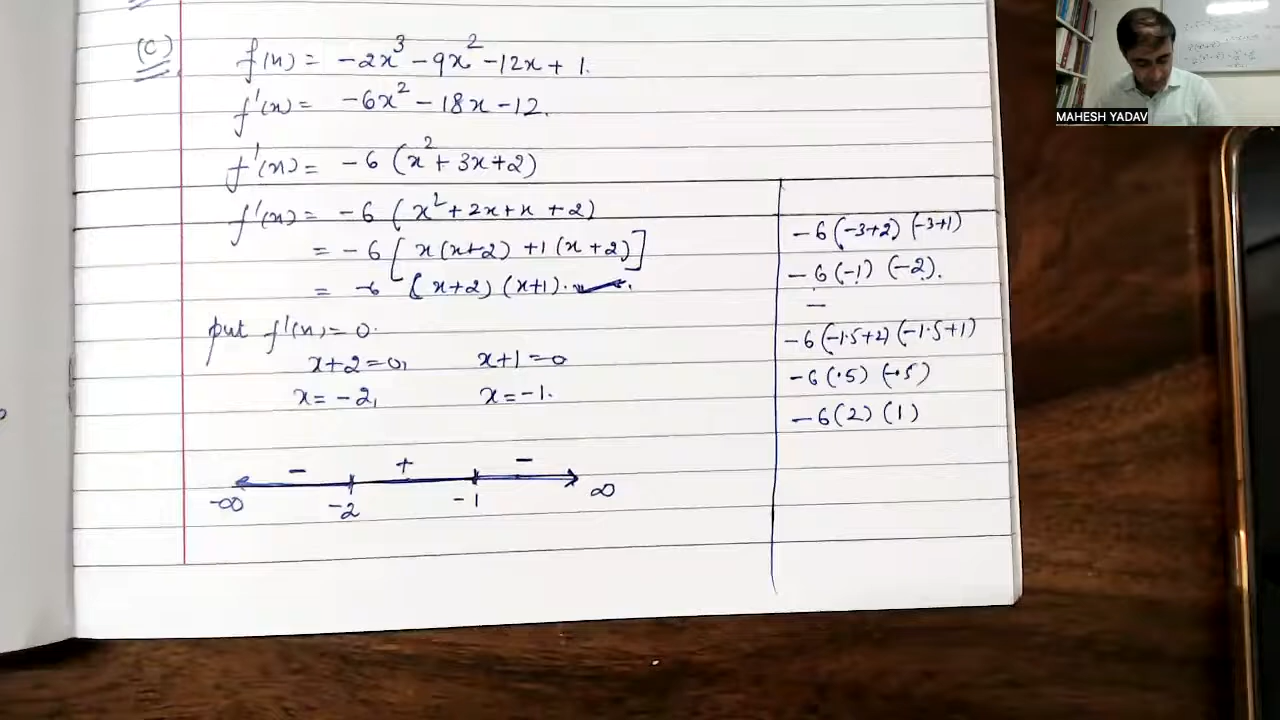 (C) f(x) = -2x³ - 9x² - 12x + 1.
f'(x) = -6x² - 18x - 12.
f'(x) = -6 (x² + 3x + 2)
f'(x) = -6 ( x² + 2x + x + 2)
= -6 [ x(x+2) + 1(x+2)]
= -6 ( x+2) (x+1).
put f'(x) = 0.
x+2 = 0, x+1 = 0
x = -2, x = -1.
- + -
-∞ -2 -1 ∞
-6(-3+2) (-3+1)
-6(-1) (-2).
-
-6(-1.5+2) (-1.5+1)
-6(.5) (-.5)
-6(2) (1)
MAHESH YADAV